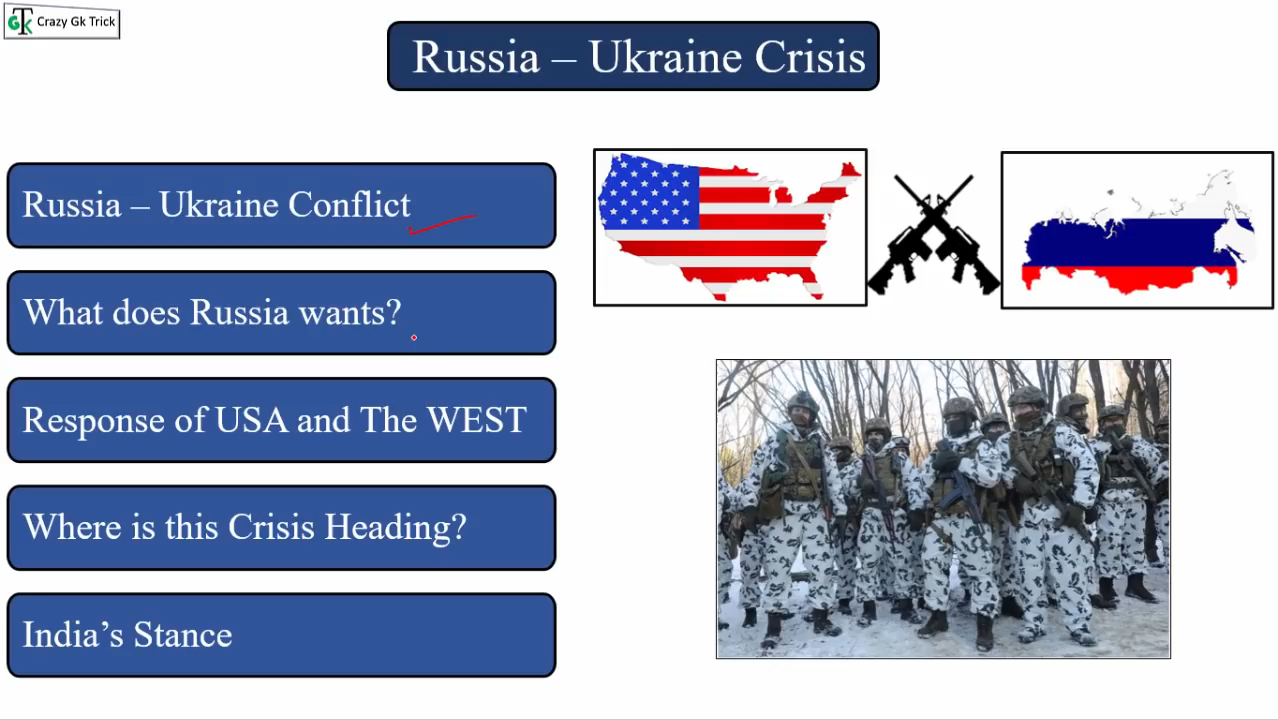 GK
Crazy Gk Trick
Russia – Ukraine Crisis
Russia – Ukraine Conflict
What does Russia wants?
Response of USA and The WEST
Where is this Crisis Heading?
India’s Stance